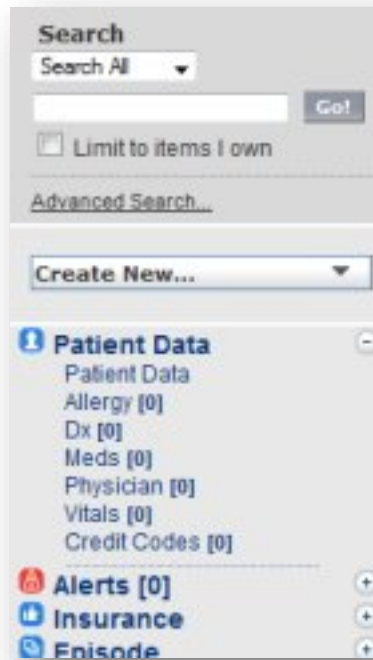 Search
Search All
Go!
Limit to items I own
Advanced Search...
Create New...
Patient Data
Patient Data
Allergy [0]
Dx [0]
Meds [0]
Physician [0]
Vitals [0]
Credit Codes [0]
Alerts [0]
Insurance
Episode